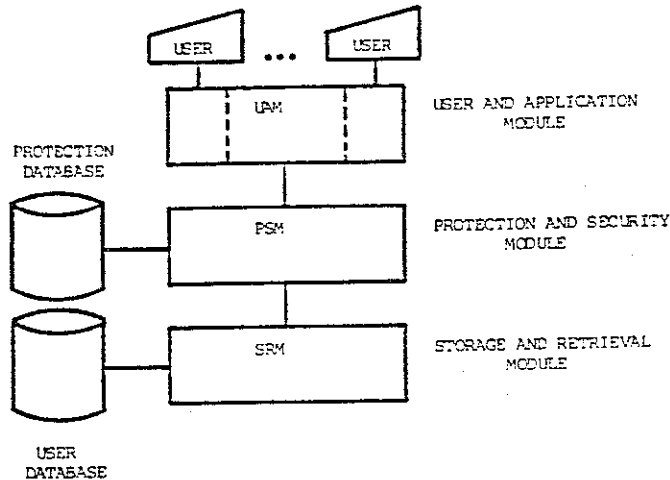 USER
...
USER
UAM
USER AND APPLICATION
MODULE
PROTECTION
DATABASE
PSM
PROTECTION AND SECURITY
MODULE
SRM
STORAGE AND RETRIEVAL
MODULE
USER
DATABASE